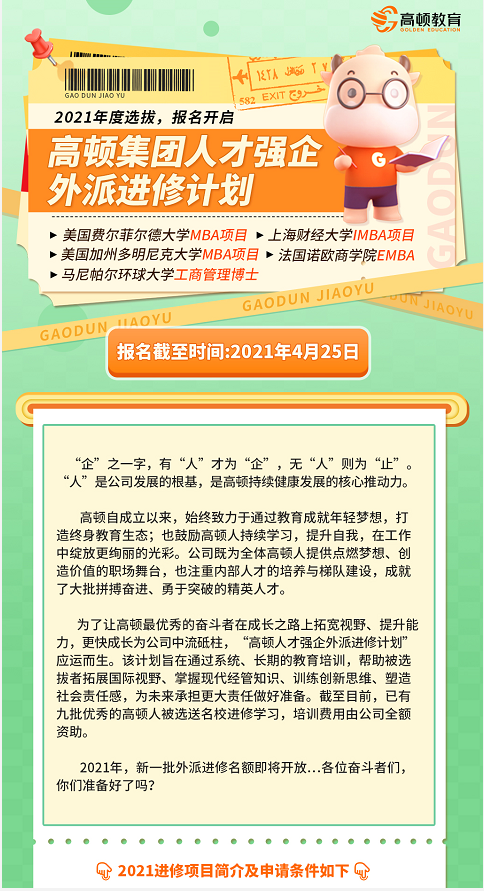 高顿教育
GOLDEN EDUCATION
GAO DUN JIAO YU
582 EXIT خروج
2021年度选拔，报名开启
高顿集团人才强企
外派进修计划
G
GAODUN
▶ 美国费尔菲尔德大学MBA项目 ▶ 上海财经大学IMBA项目
▶ 美国加州多明尼克大学MBA项目 ▶ 法国诺欧商学院EMBA
▶ 马尼帕尔环球大学工商管理博士
GAODUN JIAOYU
GAODUN JIAOYU
报名截至时间:2021年4月25日
“企”之一字，有“人”才为“企”，无“人”则为“止”。
“人”是公司发展的根基，是高顿持续健康发展的核心推动力。
高顿自成立以来，始终致力于通过教育成就年轻梦想，打
造终身教育生态；也鼓励高顿人持续学习，提升自我，在工作
中绽放更绚丽的光彩。公司既为全体高顿人提供点燃梦想、创
造价值的职场舞台，也注重内部人才的培养与梯队建设，成就
了大批拼搏奋进、勇于突破的精英人才。
为了让高顿最优秀的奋斗者在成长之路上拓宽视野、提升能
力，更快成长为公司中流砥柱，“高顿人才强企外派进修计划”
应运而生。该计划旨在通过系统、长期的教育培训，帮助被选
拔者拓展国际视野、掌握现代经管知识、训练创新思维、塑造
社会责任感，为未来承担更大责任做好准备。截至目前，已有
九批优秀的高顿人被选送名校进修学习，培训费用由公司全额
资助。
2021年，新一批外派进修名额即将开放…各位奋斗者们，
你们准备好了吗？
2021进修项目简介及申请条件如下